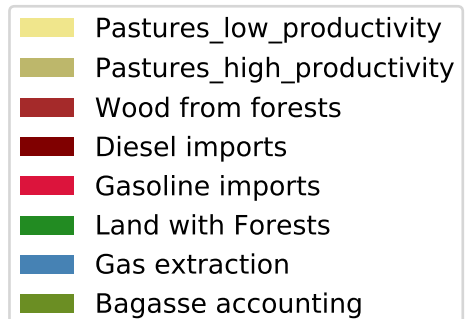 Pastures_low_productivity
Pastures_high_productivity
Wood from forests
Diesel imports
Gasoline imports
Land with Forests
Gas extraction
Bagasse accounting